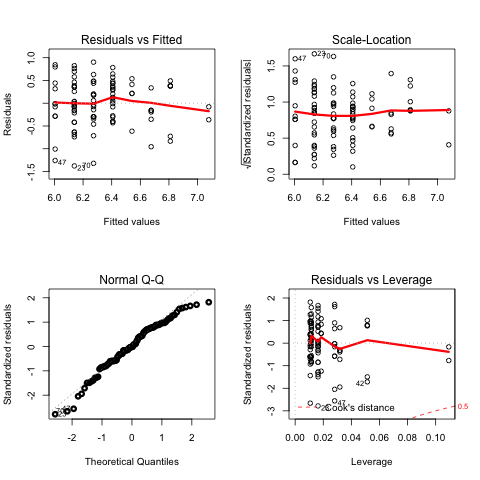 Residuals vs Fitted
Residuals
-1.5
-0.5
0.5
1.0
47
23
70
6.0 6.2 6.4 6.6 6.8 7.0
Fitted values
Scale-Location
√|Standardized residuals|
0.0 0.5 1.0 1.5
47
23
70
6.0 6.2 6.4 6.6 6.8 7.0
Fitted values
Normal Q-Q
Standardized residuals
-2 -1 0 1 2
-2 -1 0 1 2
Theoretical Quantiles
Residuals vs Leverage
Standardized residuals
-3 -2 -1 0 1 2
42
47
23
Cook's distance
0.5
0.00 0.02 0.04 0.06 0.08 0.10
Leverage